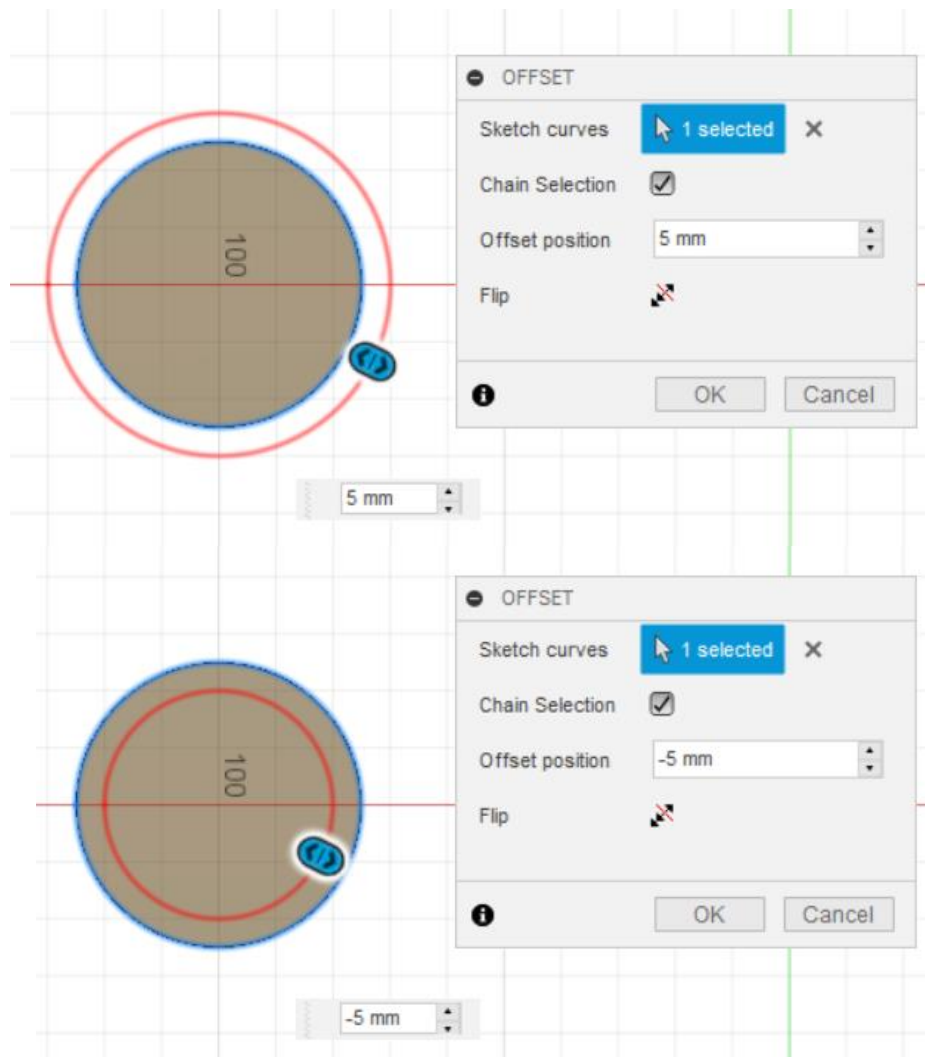 OFFSET
Sketch curves 1 selected
Chain Selection
Offset position 5 mm
Flip
OK Cancel
100
5 mm
OFFSET
Sketch curves 1 selected
Chain Selection
Offset position -5 mm
Flip
OK Cancel
100
-5 mm